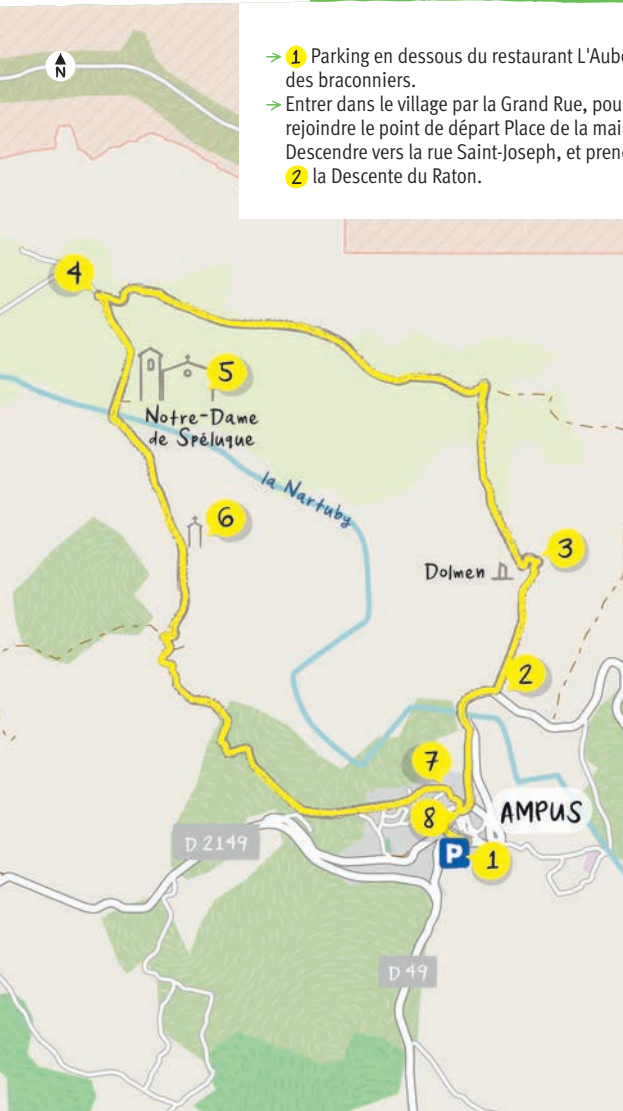 N
→ 1 Parking en dessous du restaurant L'Aube
des braconniers.
→ Entrer dans le village par la Grand Rue, pou
rejoindre le point de départ Place de la mai
Descendre vers la rue Saint-Joseph, et pren
2 la Descente du Raton.
4
5
Notre-Dame
de Spéluque
la Nartuby
6
3
Dolmen
2
7
8
AMPUS
P
1
D 2149
D 49